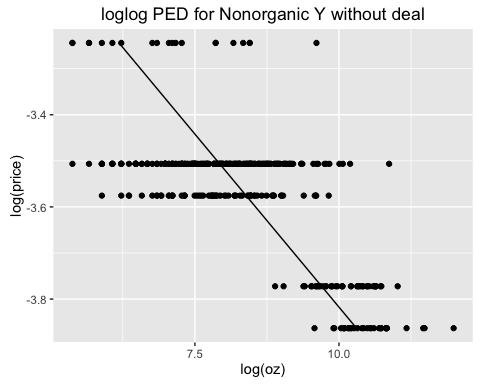 loglog PED for Nonorganic Y without deal
log(price)
-3.4
-3.6
-3.8
7.5 10.0
log(oz)